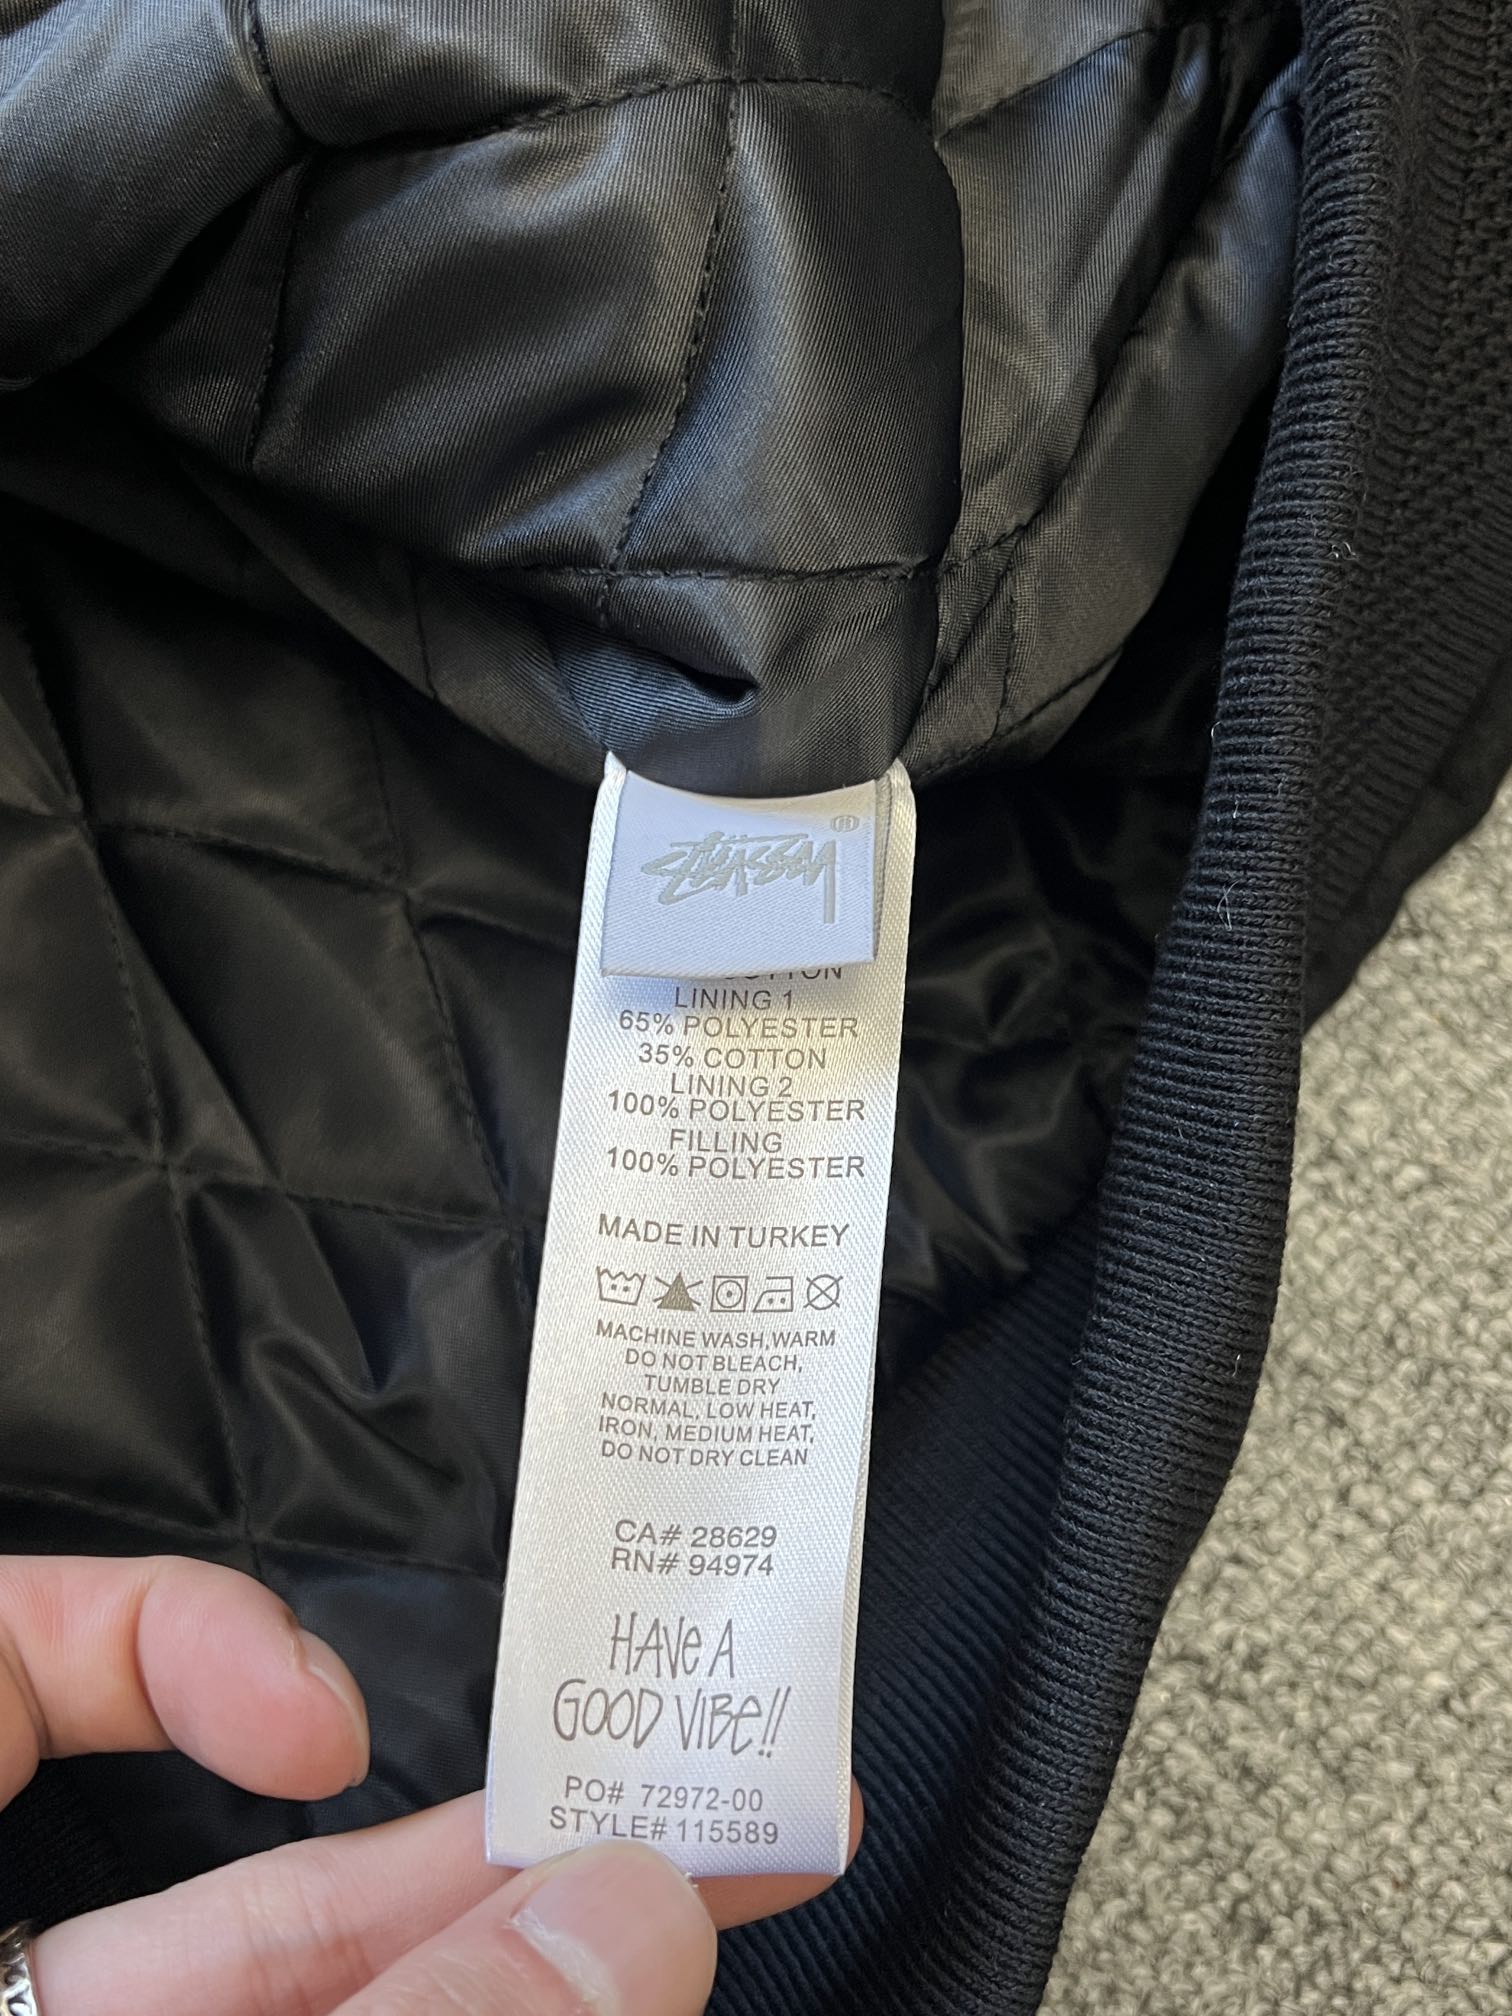 STÜSSY ®
COTTON
LINING 1
65% POLYESTER
35% COTTON
LINING 2
100% POLYESTER
FILLING
100% POLYESTER
MADE IN TURKEY
MACHINE WASH, WARM
DO NOT BLEACH,
TUMBLE DRY
NORMAL, LOW HEAT,
IRON, MEDIUM HEAT,
DO NOT DRY CLEAN
CA# 28629
RN# 94974
HAVE A
GOOD VIBE!!
PO# 72972-00
STYLE# 115589